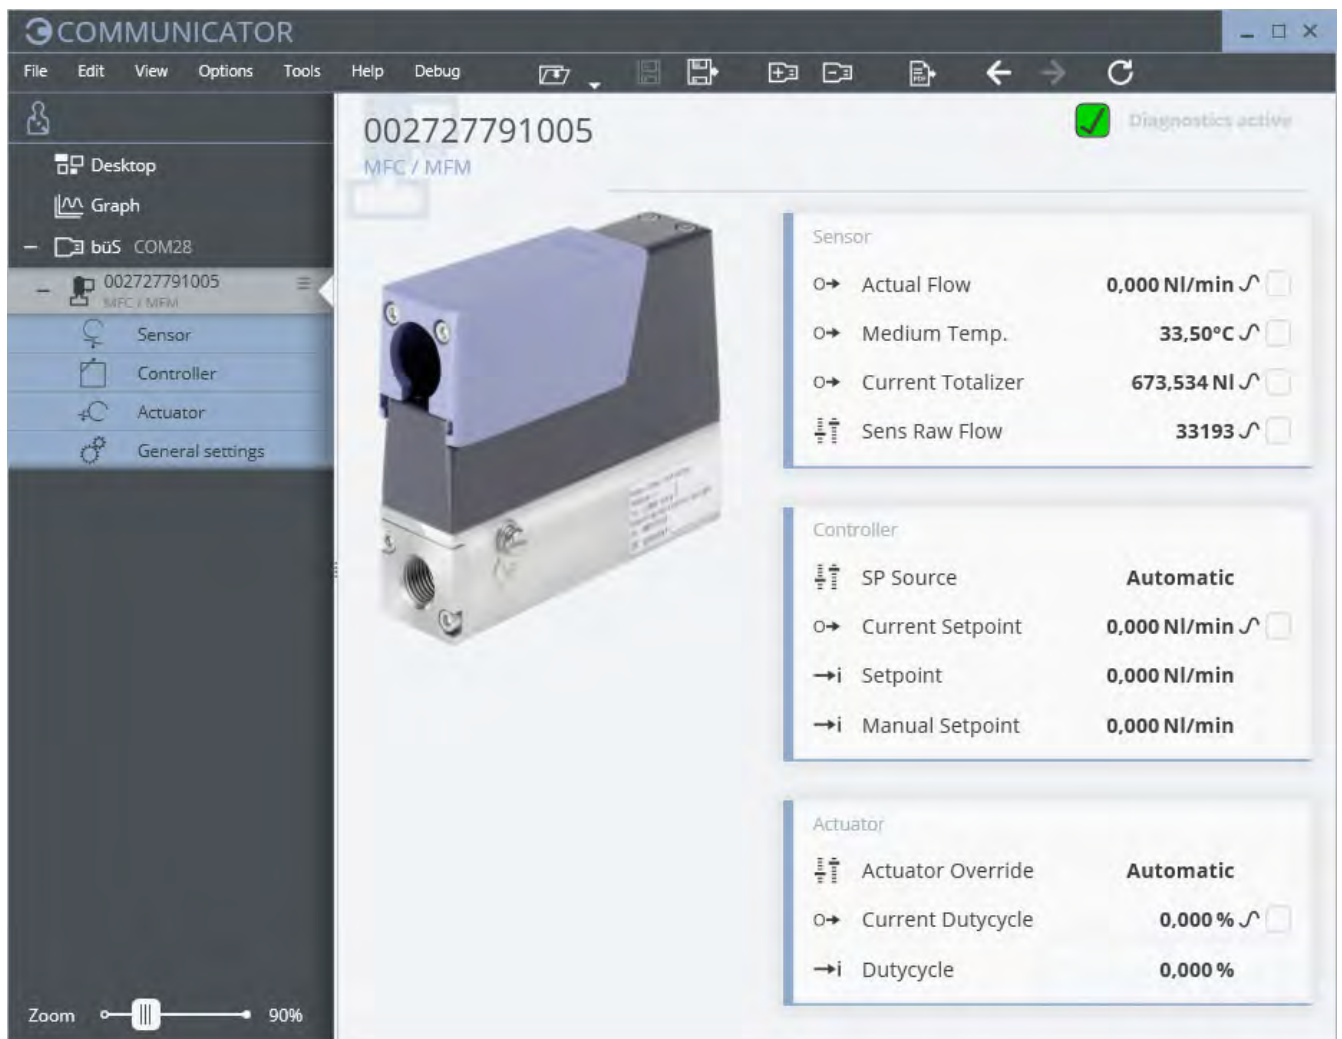 COMMUNICATOR
File Edit View Options Tools Help Debug
002727791005
MFC / MFM
Diagnostics active
Desktop
Graph
büS COM28
002727791005
MFC / MFM
Sensor
Controller
Actuator
General settings
Zoom 90%
Sensor
Actual Flow 0,000 Nl/min
Medium Temp. 33,50°C
Current Totalizer 673,534 Nl
Sens Raw Flow 33193
Controller
SP Source Automatic
Current Setpoint 0,000 Nl/min
Setpoint 0,000 Nl/min
Manual Setpoint 0,000 Nl/min
Actuator
Actuator Override Automatic
Current Dutycycle 0,000 %
Dutycycle 0,000 %